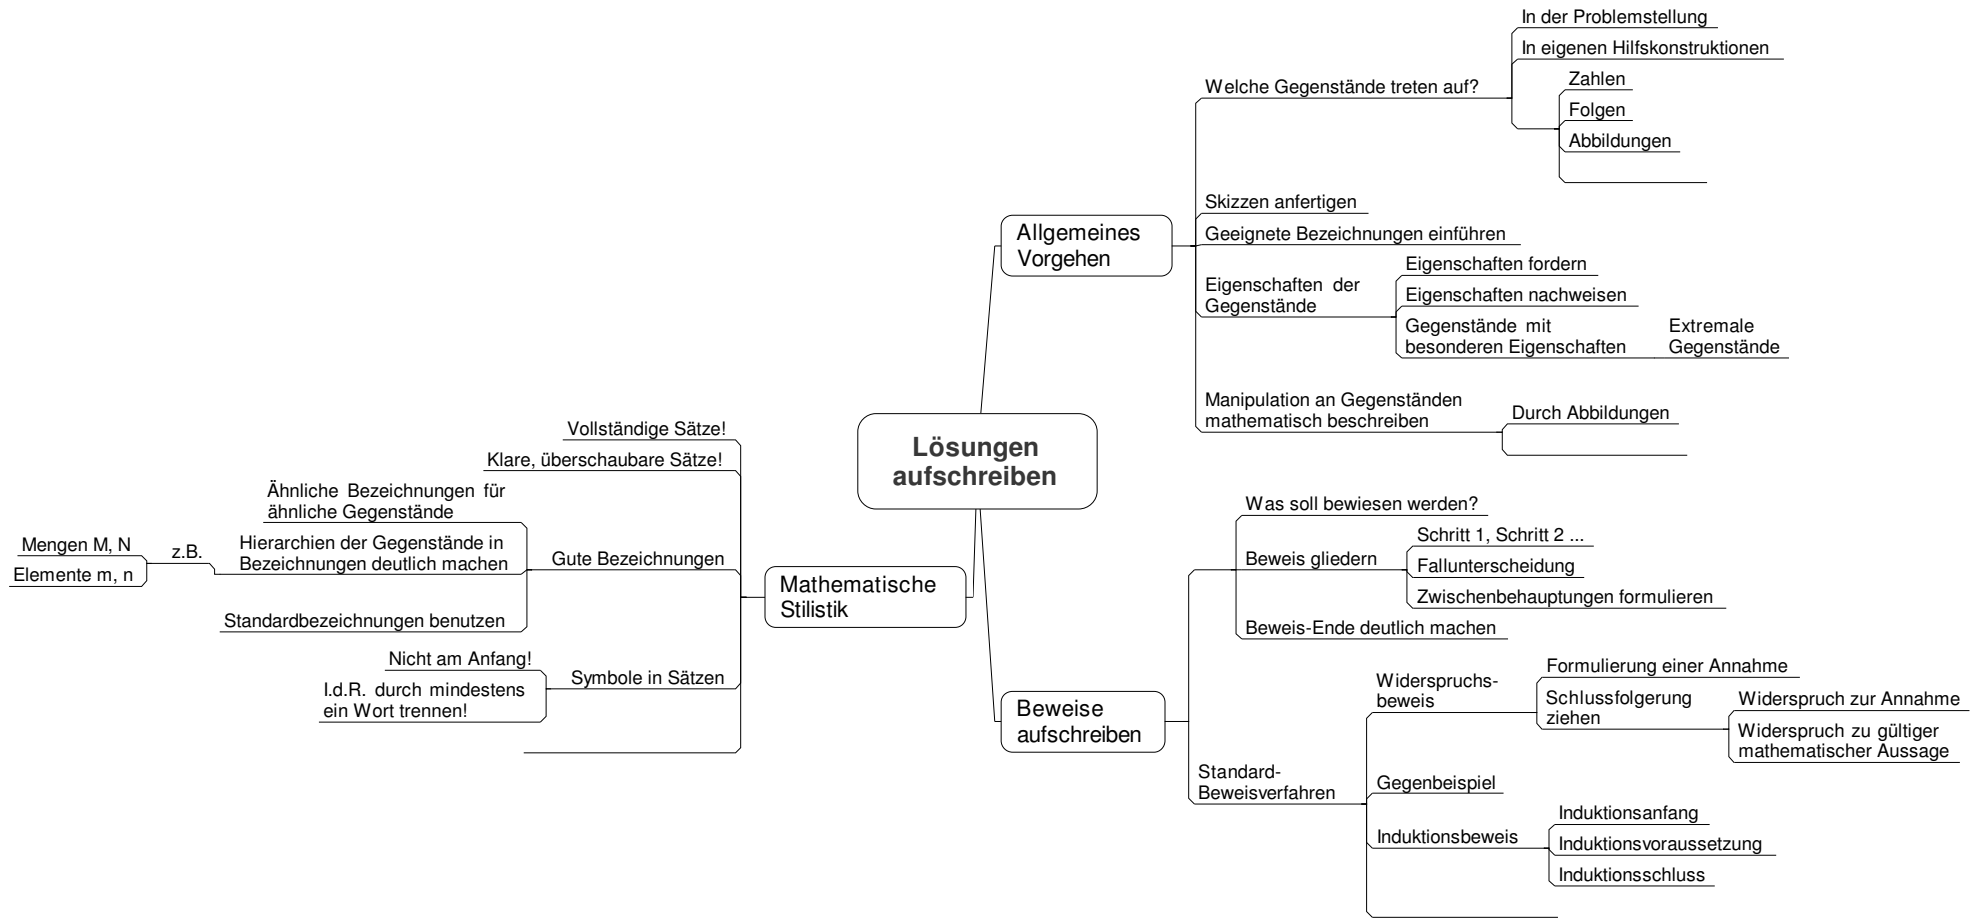 Lösungen
aufschreiben
Allgemeines
Vorgehen
Welche Gegenstände treten auf?
In der Problemstellung
In eigenen Hilfskonstruktionen
Zahlen
Folgen
Abbildungen
Skizzen anfertigen
Geeignete Bezeichnungen einführen
Eigenschaften der
Gegenstände
Eigenschaften fordern
Eigenschaften nachweisen
Gegenstände mit
besonderen Eigenschaften
Extremale
Gegenstände
Manipulation an Gegenständen
mathematisch beschreiben
Durch Abbildungen
Beweise
aufschreiben
Was soll bewiesen werden?
Beweis gliedern
Schritt 1, Schritt 2 ...
Fallunterscheidung
Zwischenbehauptungen formulieren
Beweis-Ende deutlich machen
Standard-
Beweisverfahren
Widerspruchs-
beweis
Formulierung einer Annahme
Schlussfolgerung
ziehen
Widerspruch zur Annahme
Widerspruch zu gültiger
mathematischer Aussage
Gegenbeispiel
Induktionsbeweis
Induktionsanfang
Induktionsvoraussetzung
Induktionsschluss
Mathematische
Stilistik
Vollständige Sätze!
Klare, überschaubare Sätze!
Gute Bezeichnungen
Ähnliche Bezeichnungen für
ähnliche Gegenstände
Hierarchien der Gegenstände in
Bezeichnungen deutlich machen
z.B.
Mengen M, N
Elemente m, n
Standardbezeichnungen benutzen
Symbole in Sätzen
Nicht am Anfang!
I.d.R. durch mindestens
ein Wort trennen!